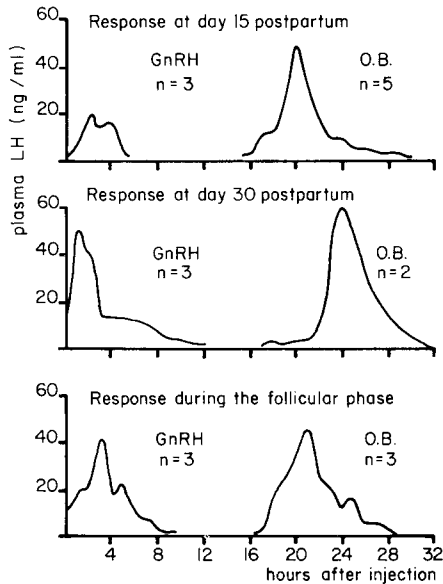 Response at day 15 postpartum
60
40
20
GnRH
n=3
O.B.
n=5
plasma LH (ng/ml)
Response at day 30 postpartum
60
40
20
GnRH
n=3
O.B.
n=2
Response during the follicular phase
60
40
20
GnRH
n=3
O.B.
n=3
4 8 12 16 20 24 28 32
hours after injection